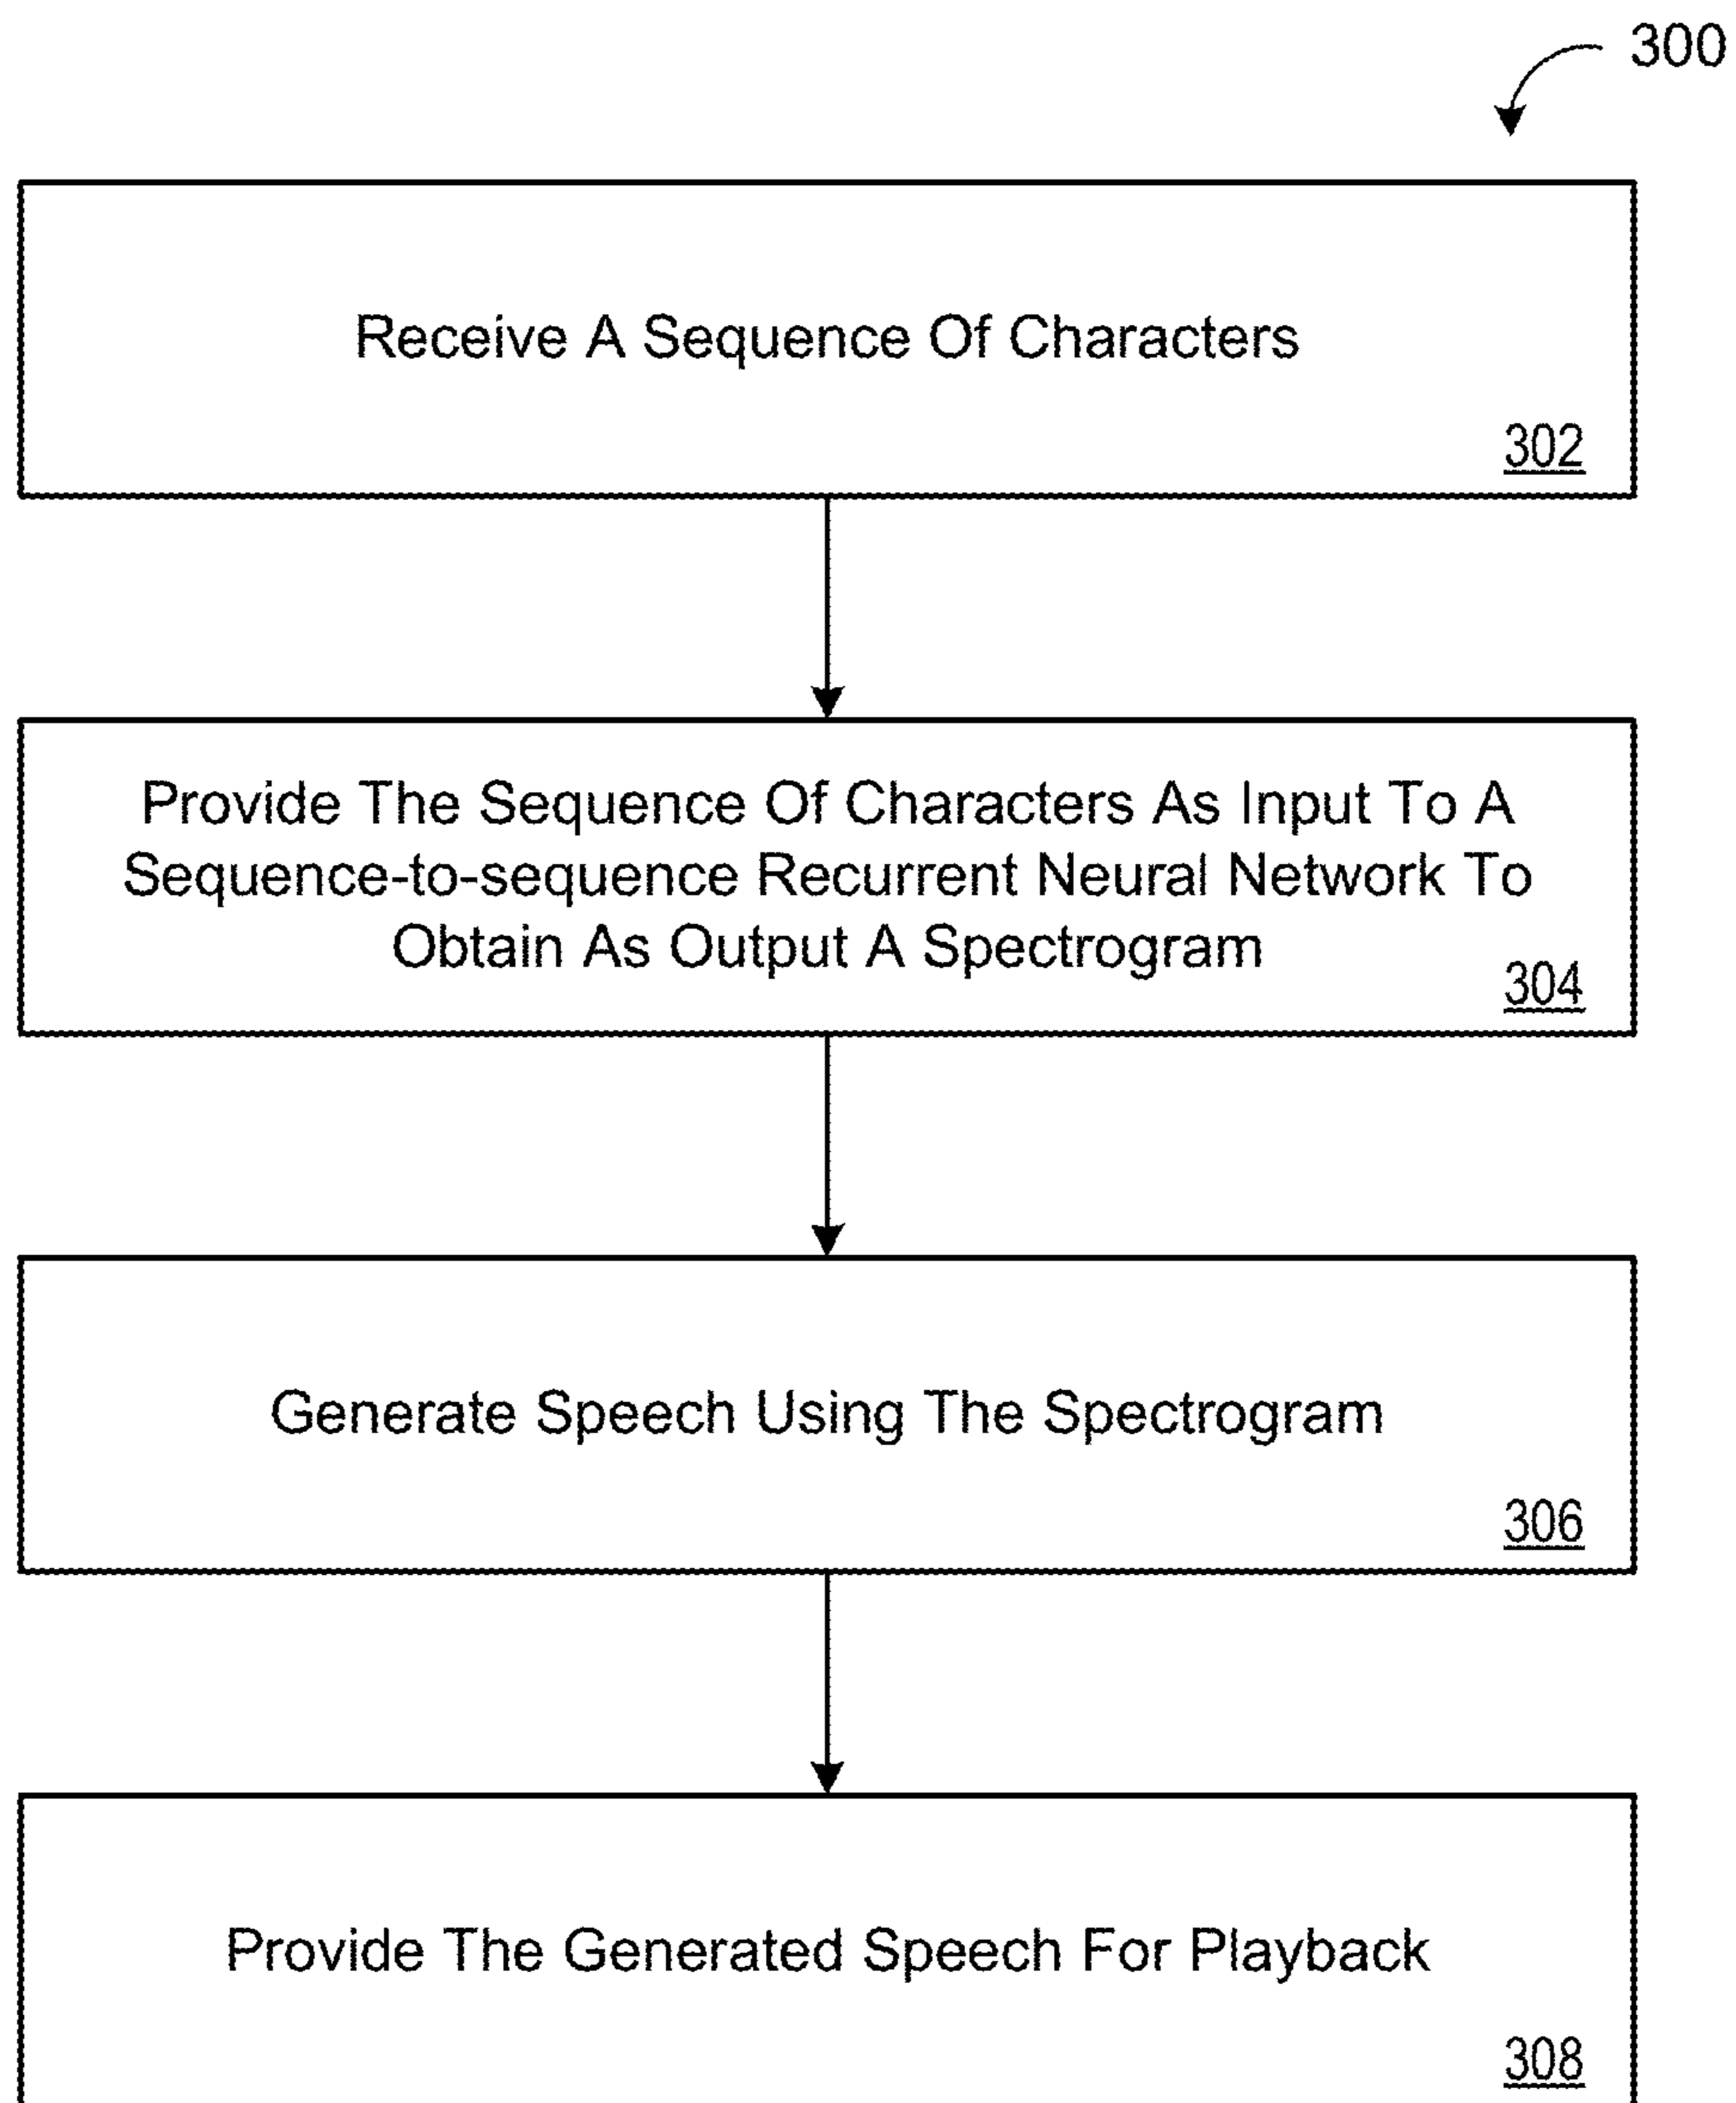 300
Receive A Sequence Of Characters
302
Provide The Sequence Of Characters As Input To A
Sequence-to-sequence Recurrent Neural Network To
Obtain As Output A Spectrogram
304
Generate Speech Using The Spectrogram
306
Provide The Generated Speech For Playback
308